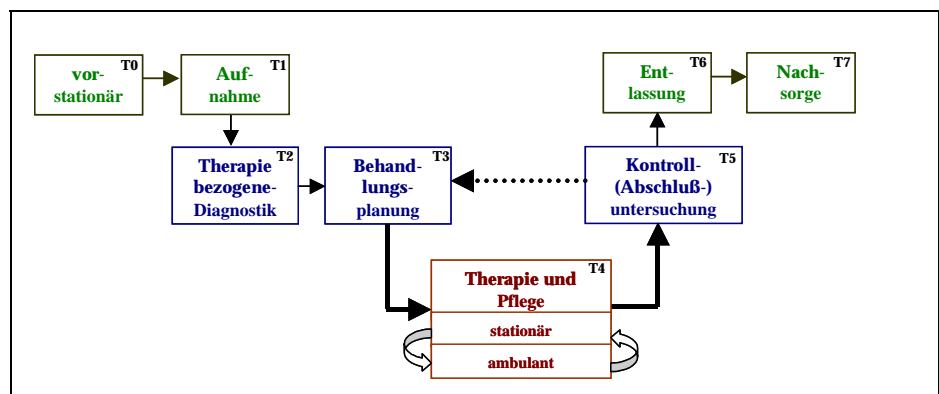 T0
vor-
stationär
T1
Auf-
nahme
T2
Therapie
bezogene-
Diagnostik
T3
Behand-
lungs-
planung
T4
Therapie und
Pflege
stationär
ambulant
T5
Kontroll-
(Abschluß-)
untersuchung
T6
Ent-
lassung
T7
Nach-
sorge